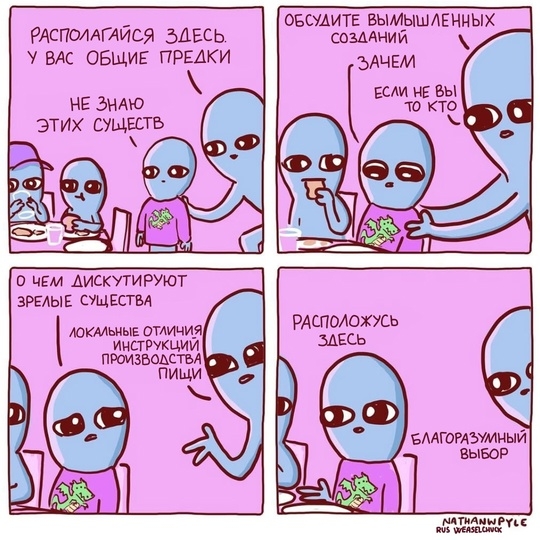 РАСПОЛАГАЙСЯ ЗДЕСЬ.
У ВАС ОБЩИЕ ПРЕДКИ
НЕ ЗНАЮ
ЭТИХ СУЩЕСТВ
ОБСУДИТЕ ВЫМЫШЛЕННЫХ
СОЗДАНИЙ
ЗАЧЕМ
ЕСЛИ НЕ ВЫ
ТО КТО
О ЧЕМ ДИСКУТИРУЮТ
ЗРЕЛЫЕ СУЩЕСТВА
ЛОКАЛЬНЫЕ ОТЛИЧИЯ
ИНСТРУКЦИЙ
ПРОИЗВОДСТВА
ПИЩИ
РАСПОЛОЖУСЬ
ЗДЕСЬ
БЛАГОРАЗУМНЫЙ
ВЫБОР
NATHANWPYLE
RUS WEASELCHUCK